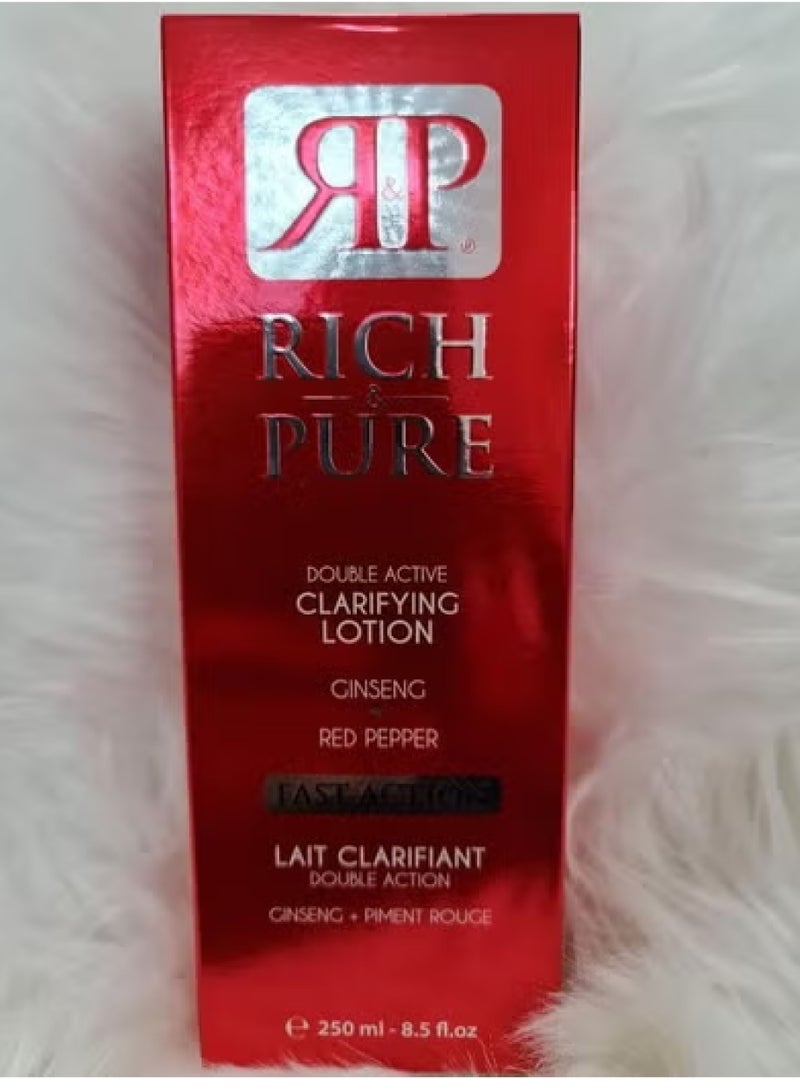 R&P
RICH
&
PURE
DOUBLE ACTIVE
CLARIFYING
LOTION
GINSENG
+
RED PEPPER
FAST ACTION
LAIT CLARIFIANT
DOUBLE ACTION
GINSENG + PIMENT ROUGE
℮ 250 ml - 8.5 fl.oz